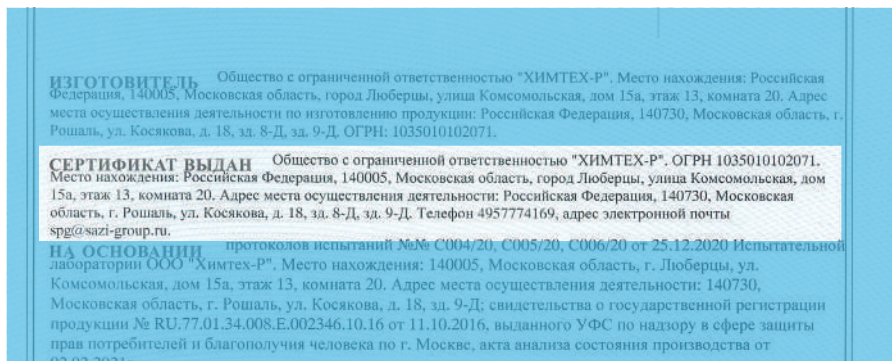 ИЗГОТОВИТЕЛЬ Общество с ограниченной ответственностью "ХИМТЕХ-Р". Место нахождения: Российская
Федерация, 140005, Московская область, город Люберцы, улица Комсомольская, дом 15а, этаж 13, комната 20. Адрес
места осуществления деятельности по изготовлению продукции: Российская Федерация, 140730, Московская область, г.
Рошаль, ул. Косякова, д. 18, зд. 8-Д, зд. 9-Д. ОГРН: 1035010102071.
СЕРТИФИКАТ ВЫДАН Общество с ограниченной ответственностью "ХИМТЕХ-Р". ОГРН 1035010102071.
Место нахождения: Российская Федерация, 140005, Московская область, город Люберцы, улица Комсомольская, дом
15а, этаж 13, комната 20. Адрес места осуществления деятельности: Российская Федерация, 140730, Московская
область, г. Рошаль, ул. Косякова, д. 18, зд. 8-Д, зд. 9-Д. Телефон 4957774169, адрес электронной почты
spg@sazi-group.ru.
НА ОСНОВАНИИ протоколов испытаний №№ С004/20, С005/20, С006/20 от 25.12.2020 Испытательной
лаборатории ООО "Химтех-Р". Место нахождения: 140005, Московская область, г. Люберцы, ул.
Комсомольская, дом 15а, этаж 13, комната 20. Адрес места осуществления деятельности: 140730,
Московская область, г. Рошаль, ул. Косякова, д. 18, зд. 9-Д; свидетельства о государственной регистрации
продукции № RU.77.01.34.008.Е.002346.10.16 от 11.10.2016, выданного УФС по надзору в сфере защиты
прав потребителей и благополучия человека по г. Москве, акта анализа состояния производства от